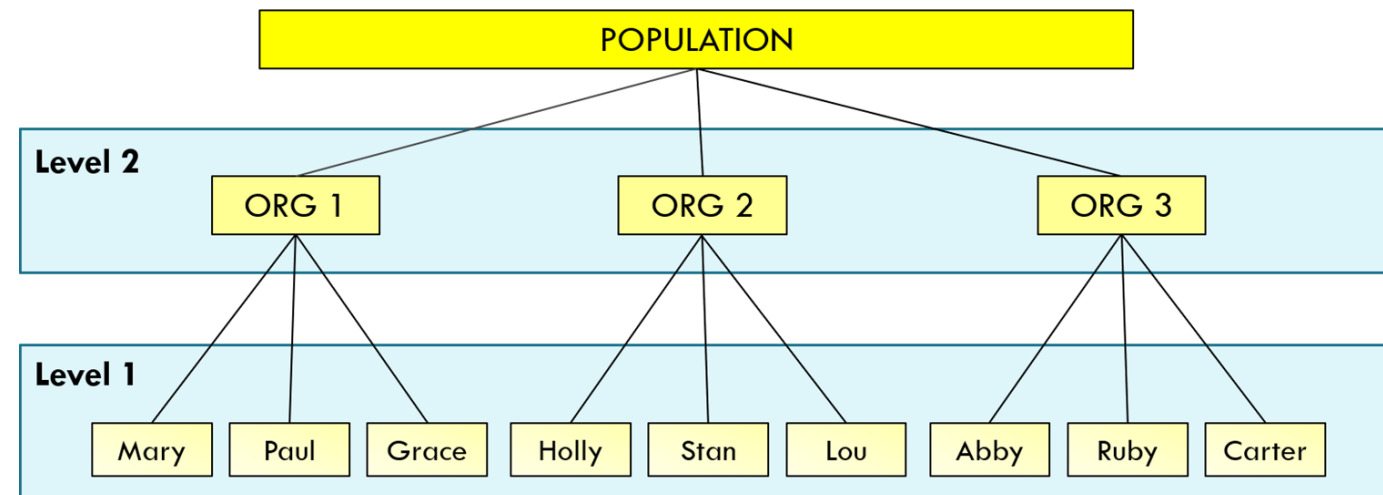 POPULATION
Level 2
ORG 1 ORG 2 ORG 3
Level 1
Mary Paul Grace Holly Stan Lou Abby Ruby Carter